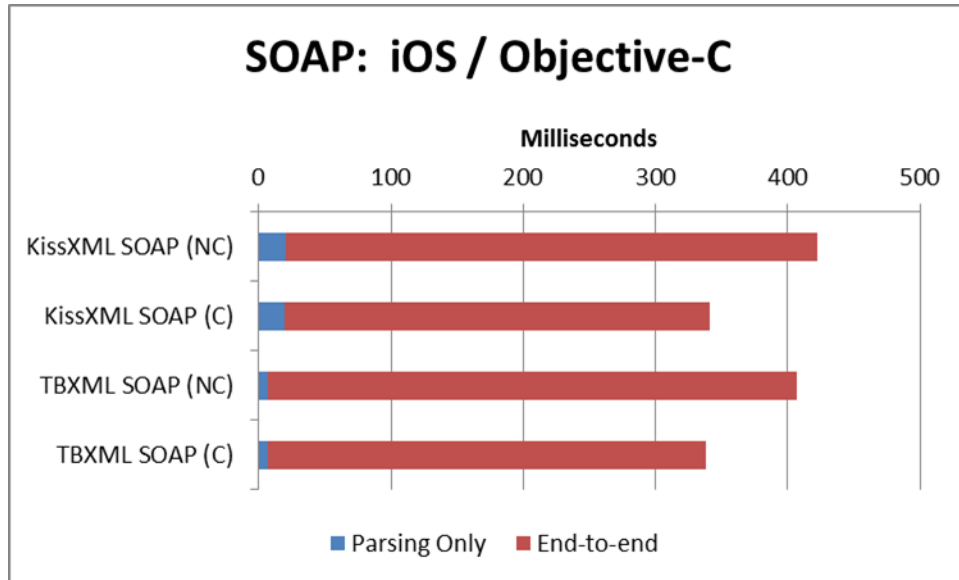 SOAP: iOS / Objective-C
Milliseconds
0 100 200 300 400 500
KissXML SOAP (NC)
KissXML SOAP (C)
TBXML SOAP (NC)
TBXML SOAP (C)
Parsing Only End-to-end